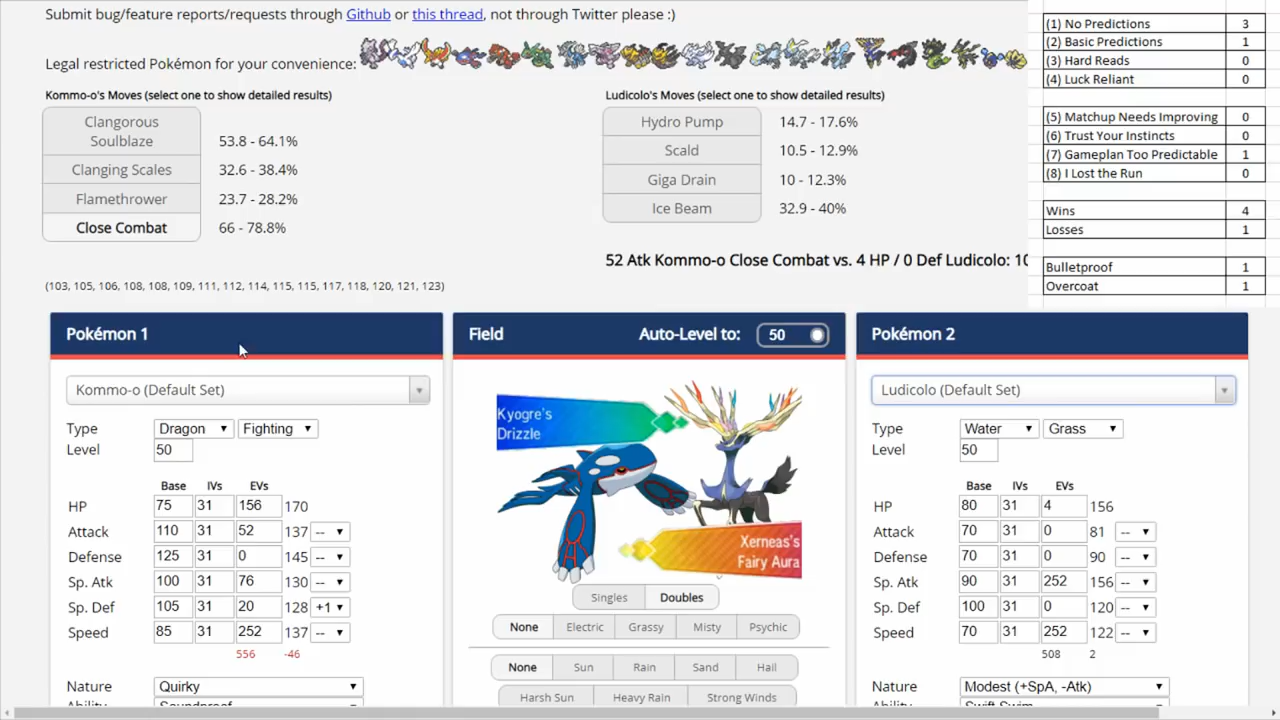 Submit bug/feature reports/requests through Github or this thread, not through Twitter please :)
Legal restricted Pokémon for your convenience:
Kommo-o's Moves (select one to show detailed results)
Clangorous
Soulblaze
53.8 - 64.1%
Clanging Scales
32.6 - 38.4%
Flamethrower
23.7 - 28.2%
Close Combat
66 - 78.8%
Ludicolo's Moves (select one to show detailed results)
Hydro Pump
14.7 - 17.6%
Scald
10.5 - 12.9%
Giga Drain
10 - 12.3%
Ice Beam
32.9 - 40%
52 Atk Kommo-o Close Combat vs. 4 HP / 0 Def Ludicolo: 10
(103, 105, 106, 108, 108, 109, 111, 112, 114, 115, 115, 117, 118, 120, 121, 123)
(1) No Predictions 3
(2) Basic Predictions 1
(3) Hard Reads 0
(4) Luck Reliant 0
(5) Matchup Needs Improving 0
(6) Trust Your Instincts 0
(7) Gameplan Too Predictable 1
(8) I Lost the Run 0
Wins 4
Losses 1
Bulletproof 1
Overcoat 1
Pokémon 1
Kommo-o (Default Set)
Type Dragon Fighting
Level 50
Base IVs EVs
HP 75 31 156 170
Attack 110 31 52 137 --
Defense 125 31 0 145 --
Sp. Atk 100 31 76 130 --
Sp. Def 105 31 20 128 +1
Speed 85 31 252 137 --
556 -46
Nature Quirky
Ability Soundproof
Field Auto-Level to: 50
Kyogre's
Drizzle
Xerneas's
Fairy Aura
Singles Doubles
None Electric Grassy Misty Psychic
None Sun Rain Sand Hail
Harsh Sun Heavy Rain Strong Winds
Pokémon 2
Ludicolo (Default Set)
Type Water Grass
Level 50
Base IVs EVs
HP 80 31 4 156
Attack 70 31 0 81 --
Defense 70 31 0 90 --
Sp. Atk 90 31 252 156 --
Sp. Def 100 31 0 120 --
Speed 70 31 252 122 --
508 2
Nature Modest (+SpA, -Atk)
Ability Swift Swim